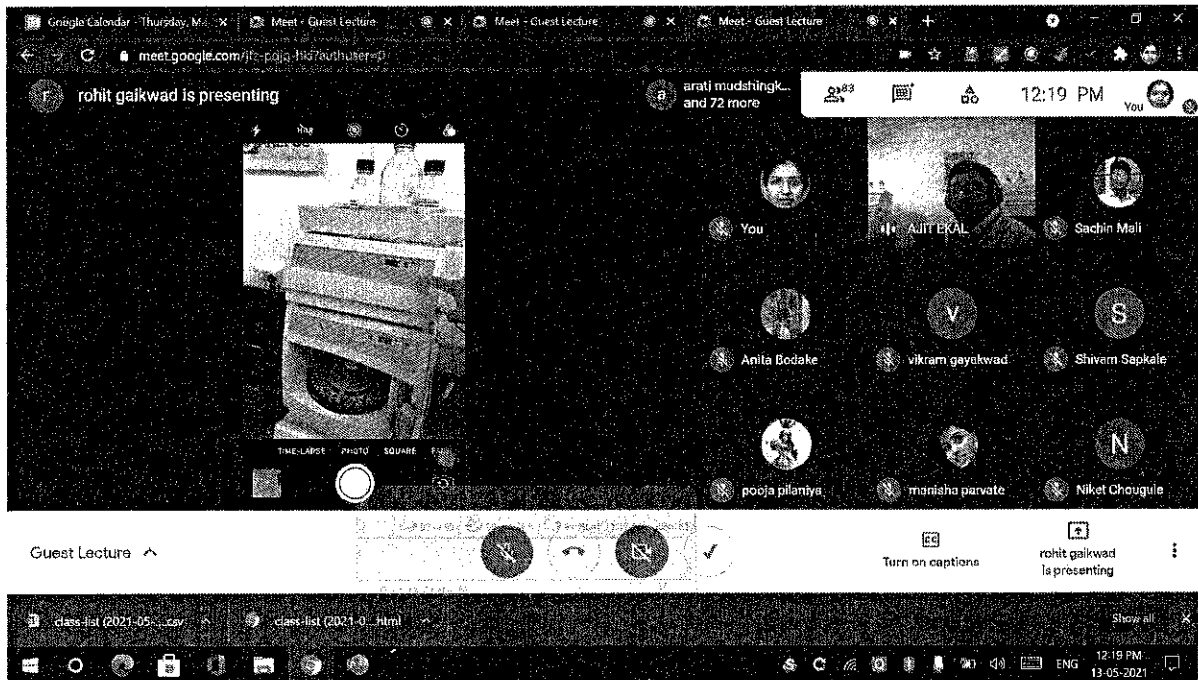 Google Calendar - Thursday, M...
Meet - Guest Lecture
Meet - Guest Lecture
Meet - Guest Lecture
meet.google.com/
rohit gaikwad is presenting
arati mudshingk...
and 72 more
83
12:19 PM
You
You
AJIT EKAL
Sachin Mali
Anita Bodake
V
vikram gayakwad
S
Shivam Sapkale
TIME-LAPSE PHOTO SQUARE
pooja pilaniya
manisha parvate
N
Niket Chougule
Guest Lecture
Turn on captions
rohit gaikwad
is presenting
class-list (2021-05-....csv
class-list (2021-0....html
Show all
ENG
12:19 PM
13-05-2021